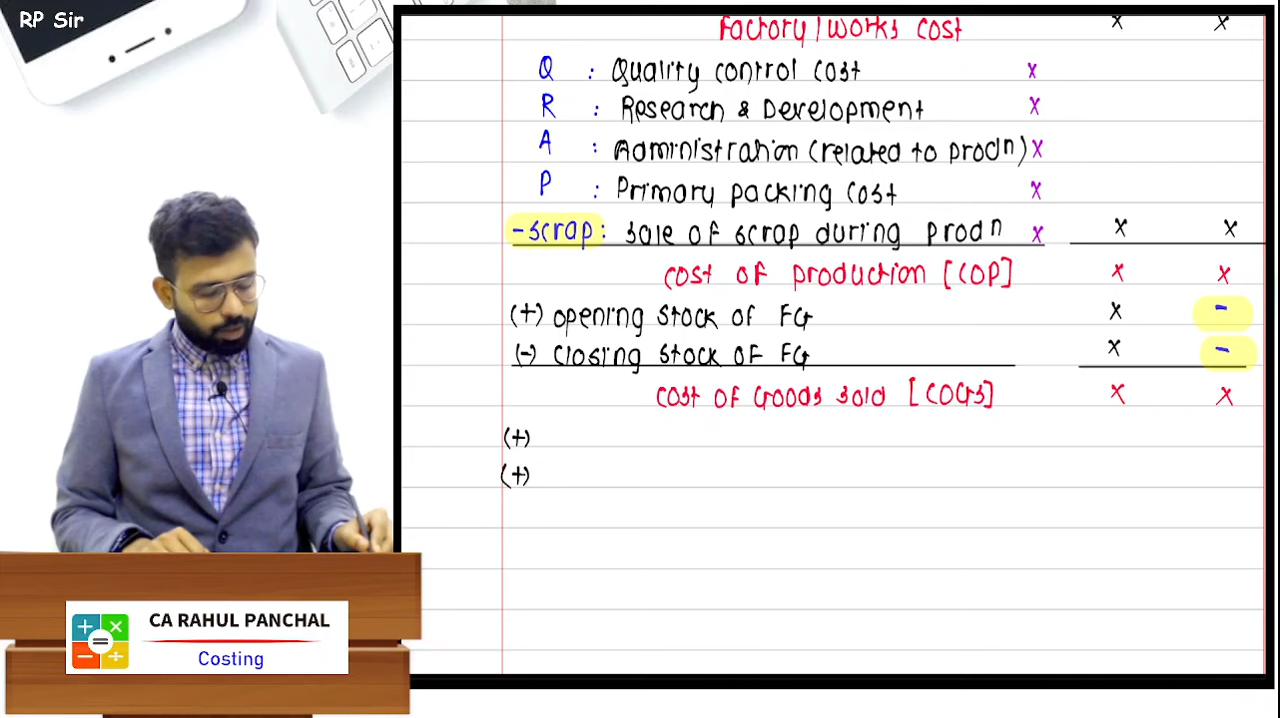 RP Sir
Factory/works cost x x
Q : Quality control cost x
R : Research & Development x
A : Administration (related to prodn) x
P : Primary packing cost x
-scrap: sale of scrap during prodn x x x
cost of production [COP] x x
(+) opening stock of FG x -
(-) closing stock of FG x -
cost of Goods sold [COGS] x x
(+)
(+)
CA RAHUL PANCHAL
Costing